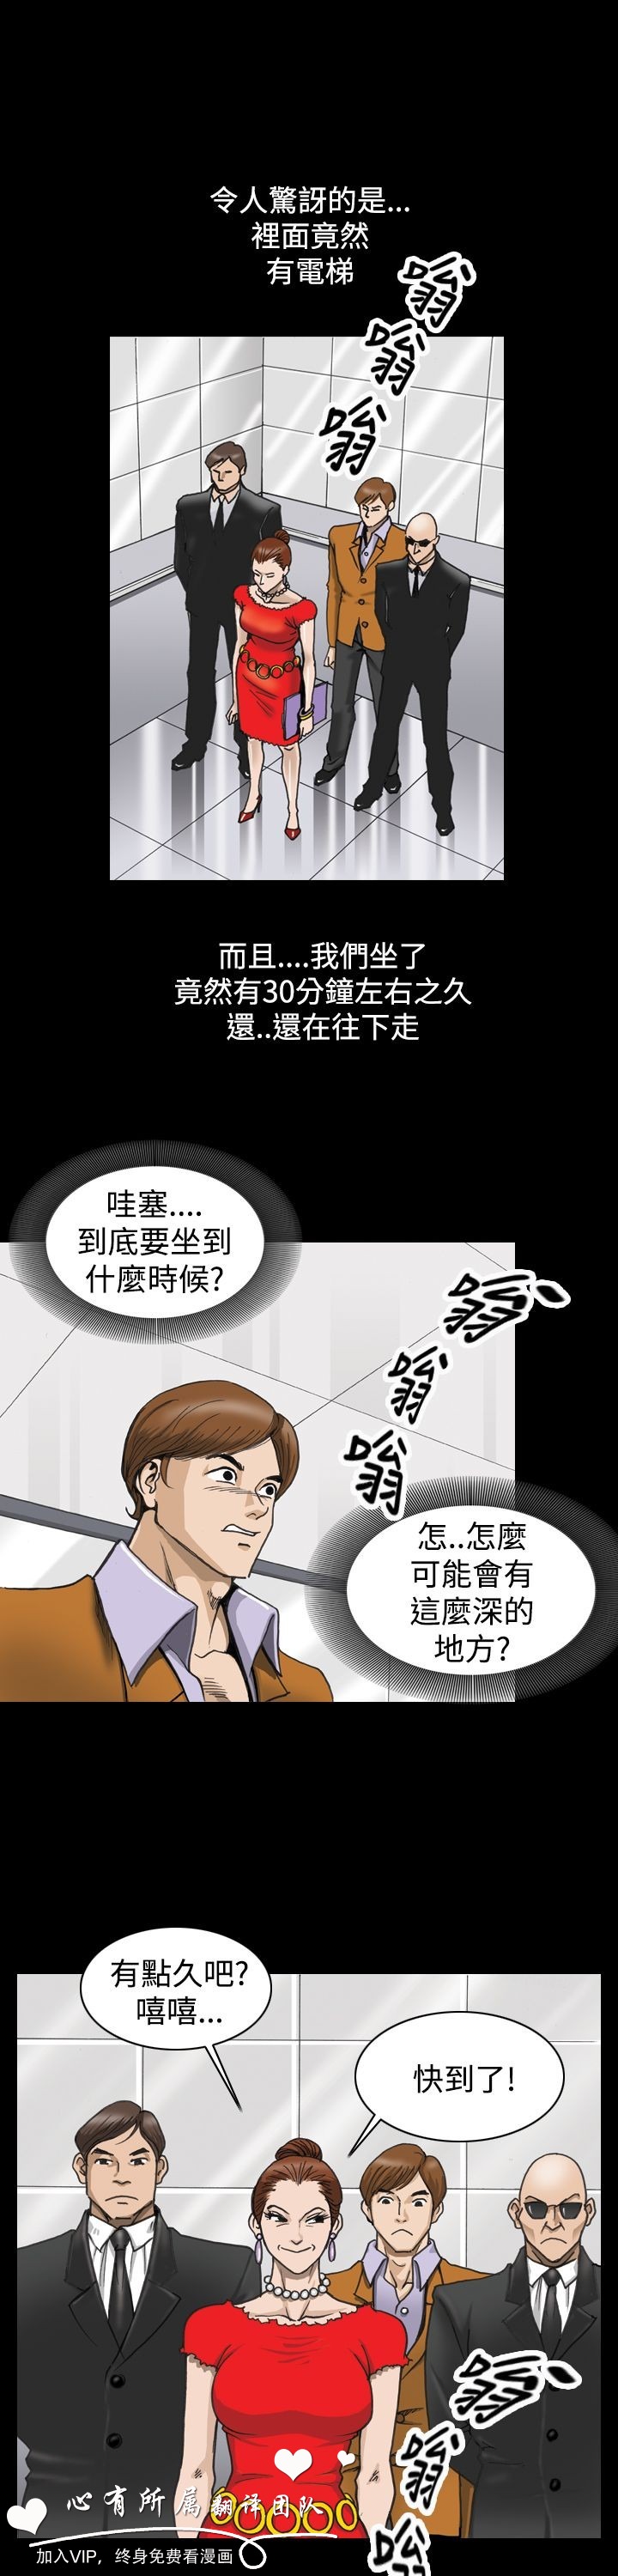 令人驚訝的是...
裡面竟然
有電梯
嗡
嗡
嗡
而且....我們坐了
竟然有30分鐘左右之久
還..還在往下走
哇塞....
到底要坐到
什麼時候?
嗡
嗡
嗡
怎..怎麼
可能會有
這麼深的
地方?
有點久吧?
嘻嘻...
快到了!
嗡
嗡
嗡
心有所属翻译团队
加入VIP，终身免费看漫画